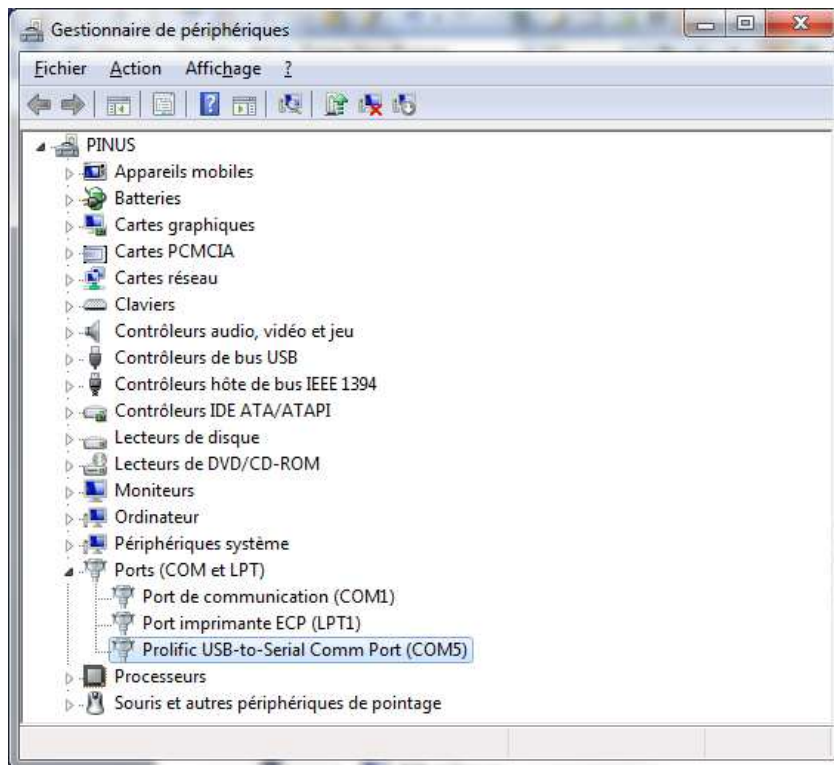 Gestionnaire de périphériques
Fichier Action Affichage ?
PINUS
Appareils mobiles
Batteries
Cartes graphiques
Cartes PCMCIA
Cartes réseau
Claviers
Contrôleurs audio, vidéo et jeu
Contrôleurs de bus USB
Contrôleurs hôte de bus IEEE 1394
Contrôleurs IDE ATA/ATAPI
Lecteurs de disque
Lecteurs de DVD/CD-ROM
Moniteurs
Ordinateur
Périphériques système
Ports (COM et LPT)
Port de communication (COM1)
Port imprimante ECP (LPT1)
Prolific USB-to-Serial Comm Port (COM5)
Processeurs
Souris et autres périphériques de pointage